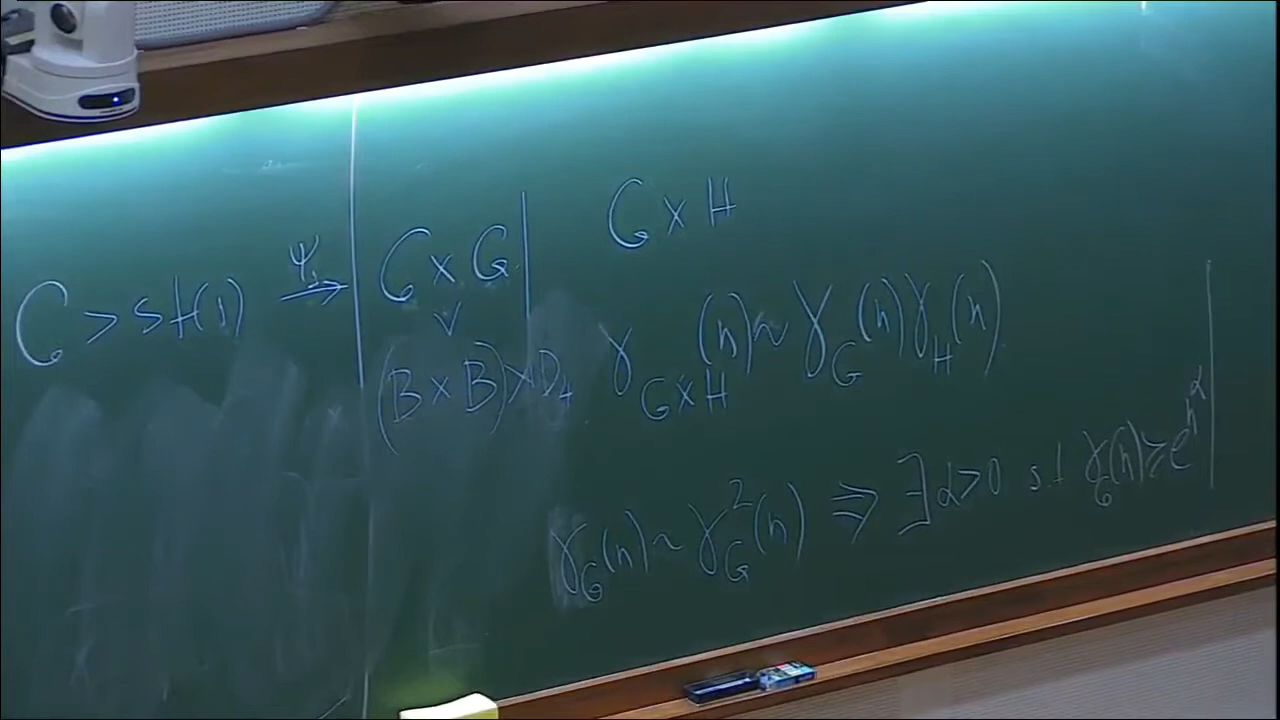 G > st(1) ψ₁→ G × G
∨
(B × B) ⋊ D₄
G × H
γ_{G×H}(n) ~ γ_G(n) γ_H(n)
γ_G(n) ~ γ_G²(n) ⇒ ∃ α>0 s.t γ_G(n) ≥ e^{n^α}